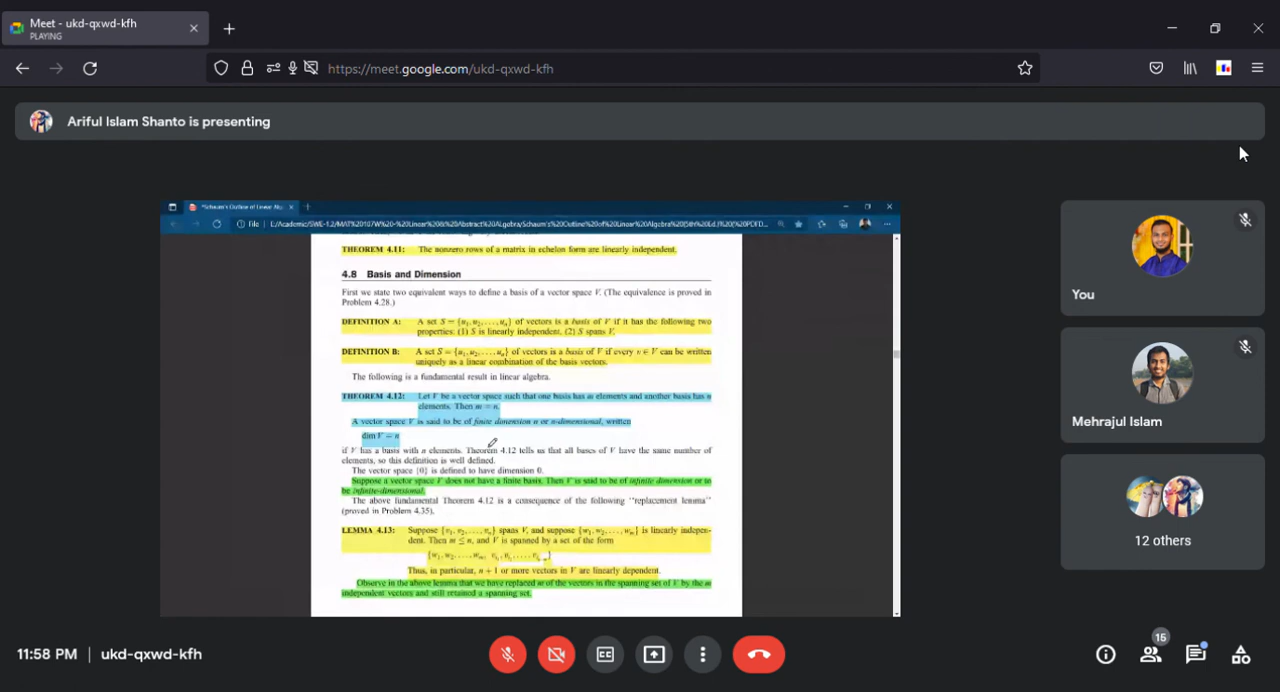 Meet - ukd-qxwd-kfh
PLAYING
https://meet.google.com/ukd-qxwd-kfh
Ariful Islam Shanto is presenting
File
THEOREM 4.11: The nonzero rows of a matrix in echelon form are linearly independent.
4.8 Basis and Dimension
First we state two equivalent ways to define a basis of a vector space V. (The equivalence is proved in
Problem 4.28.)
DEFINITION A: A set S = {u₁, u₂, ..., uₙ} of vectors is a basis of V if it has the following two
properties: (1) S is linearly independent. (2) S spans V.
DEFINITION B: A set S = {u₁, u₂, ..., uₙ} of vectors is a basis of V if every v ∈ V can be written
uniquely as a linear combination of the basis vectors.
The following is a fundamental result in linear algebra.
THEOREM 4.12: Let V be a vector space such that one basis has m elements and another basis has n
elements. Then m = n.
A vector space V is said to be of finite dimension n or n-dimensional, written
dim V = n
if V has a basis with n elements. Theorem 4.12 tells us that all bases of V have the same number of
elements, so this definition is well defined.
The vector space {0} is defined to have dimension 0.
Suppose a vector space V does not have a finite basis. Then V is said to be of infinite dimension or to
be infinite-dimensional.
The above fundamental Theorem 4.12 is a consequence of the following "replacement lemma"
(proved in Problem 4.35).
LEMMA 4.13: Suppose {v₁, v₂, ..., vₙ} spans V, and suppose {w₁, w₂, ..., wₘ} is linearly indepen-
dent. Then m ≤ n, and V is spanned by a set of the form
{w₁, w₂, ..., wₘ,
Thus, in particular, n + 1 or more vectors in V are linearly dependent.
Observe in the above lemma that we have replaced m of the vectors in the spanning set of V by the m
independent vectors and still retained a spanning set.
You
Mehrajul Islam
12 others
11:58 PM | ukd-qxwd-kfh
15